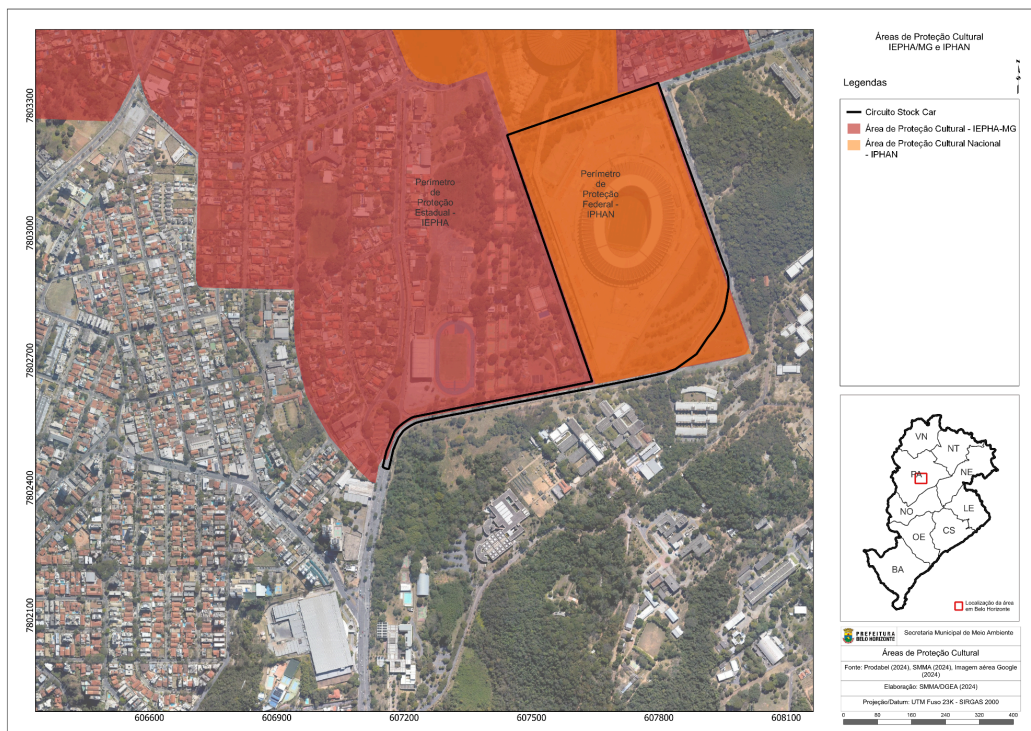 Áreas de Proteção Cultural
IEPHA/MG e IPHAN
Legendas
Circuito Stock Car
Área de Proteção Cultural - IEPHA-MG
Área de Proteção Cultural Nacional
- IPHAN
Perímetro
de
Proteção
Estadual -
IEPHA
Perímetro
de
Proteção
Federal -
IPHAN
7803300
7803000
7802700
7802400
7802100
606600
606900
607200
607500
607800
608100
VN
NT
PA
NE
NO
LE
OE
CS
BA
Localização da área
em Belo Horizonte
PREFEITURA
BELO HORIZONTE
Secretaria Municipal de Meio Ambiente
Áreas de Proteção Cultural
Fonte: Prodabel (2024), SMMA (2024), Imagem aérea Google
(2024)
Elaboração: SMMA/DGEA (2024)
Projeção/Datum: UTM Fuso 23K - SIRGAS 2000
0 80 160 240 320 400